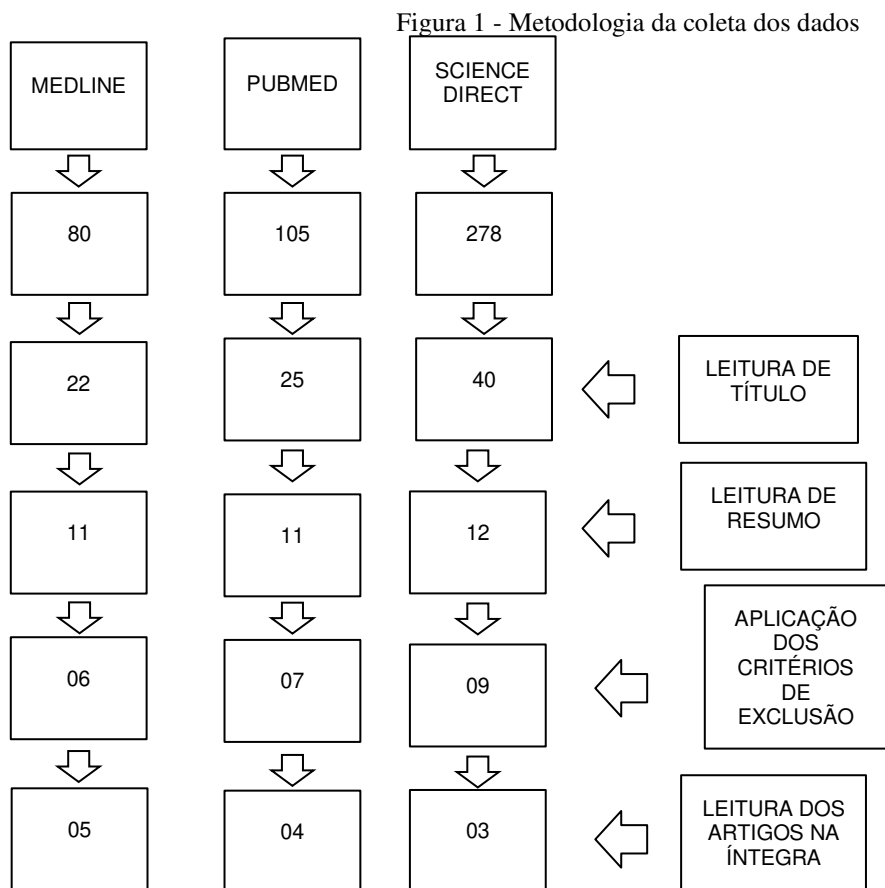 Figura 1 - Metodologia da coleta dos dados
MEDLINE
PUBMED
SCIENCE
DIRECT
80
105
278
22
25
40
LEITURA DE
TÍTULO
11
11
12
LEITURA DE
RESUMO
06
07
09
APLICAÇÃO
DOS
CRITÉRIOS
DE
EXCLUSÃO
05
04
03
LEITURA DOS
ARTIGOS NA
ÍNTEGRA